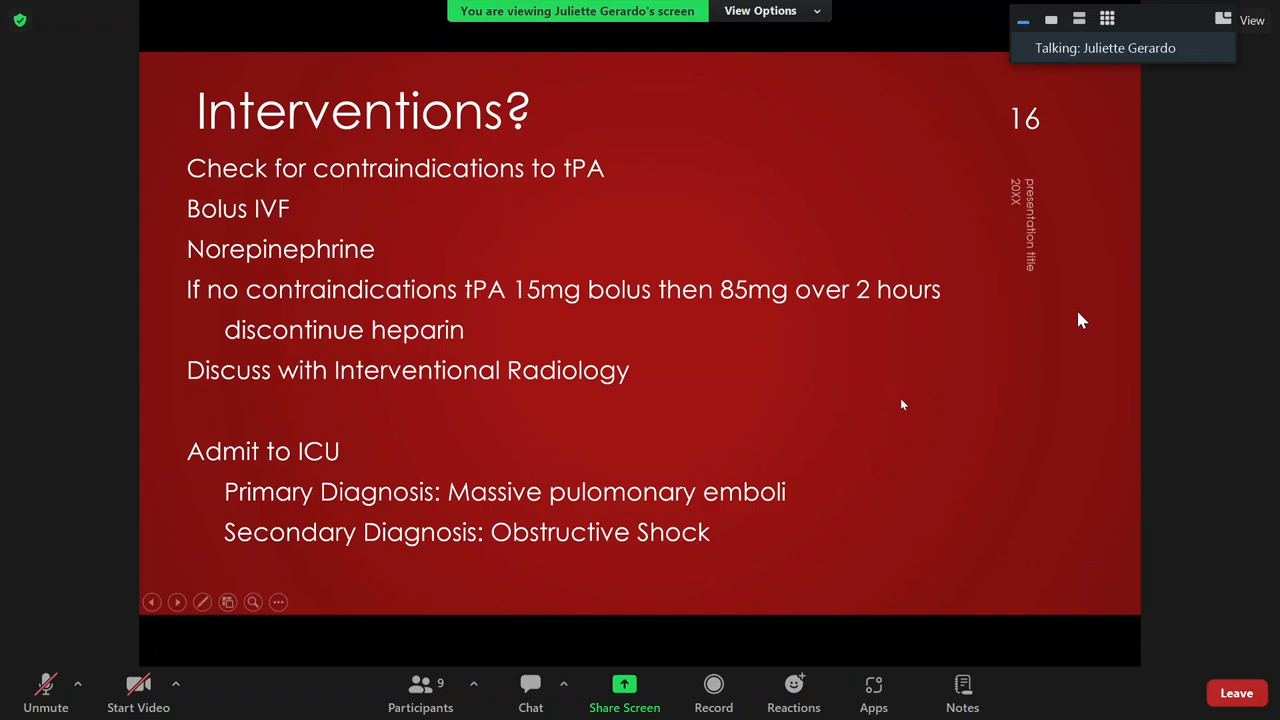 You are viewing Juliette Gerardo's screen
View Options
View
Talking: Juliette Gerardo
Interventions?
16
Check for contraindications to tPA
presentation title
20XX
Bolus IVF
Norepinephrine
If no contraindications tPA 15mg bolus then 85mg over 2 hours
discontinue heparin
Discuss with Interventional Radiology
Admit to ICU
Primary Diagnosis: Massive pulomonary emboli
Secondary Diagnosis: Obstructive Shock
9
Unmute
Start Video
Participants
Chat
Share Screen
Record
Reactions
Apps
Notes
Leave